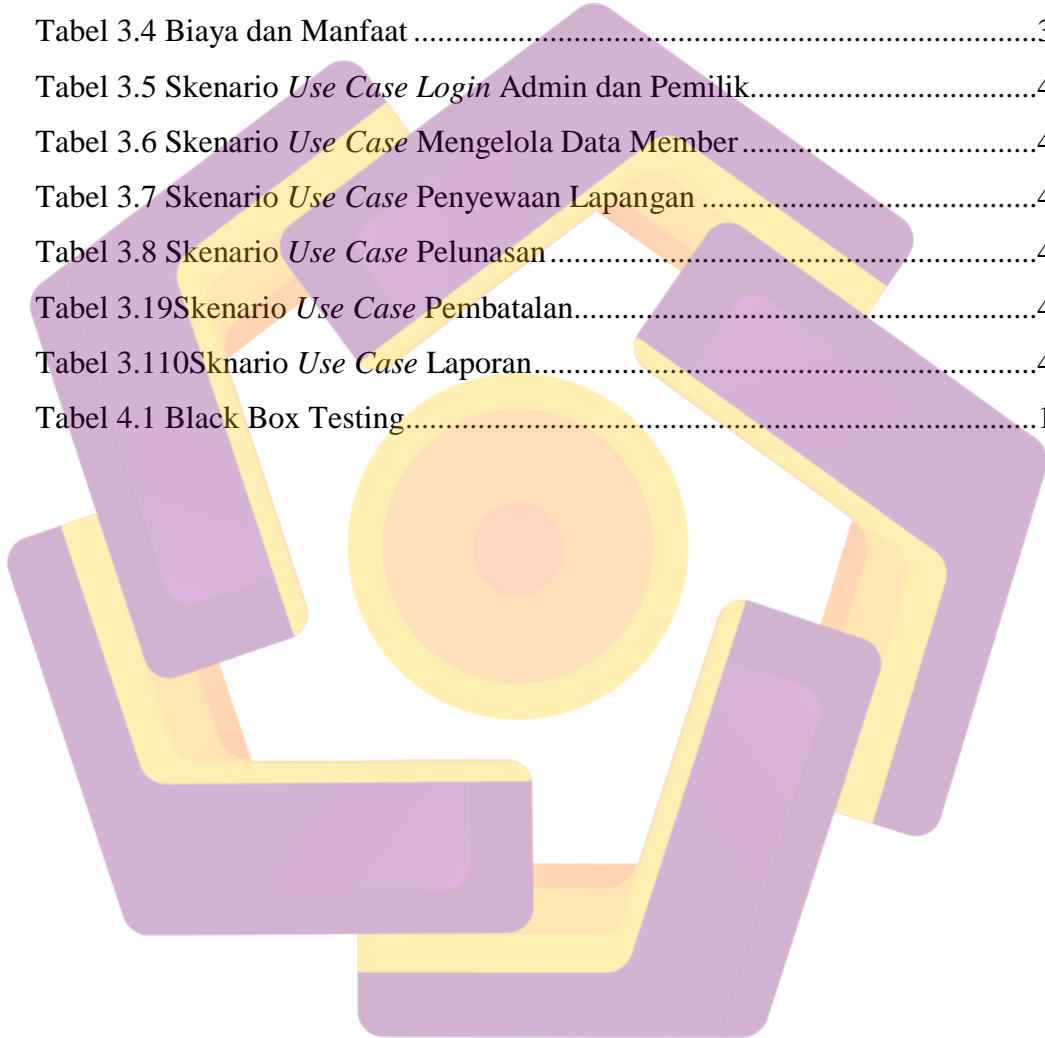 Tabel 3.4 Biaya dan Manfaat ................................................................................3
Tabel 3.5 Skenario Use Case Login Admin dan Pemilik....................................4
Tabel 3.6 Skenario Use Case Mengelola Data Member .....................................4
Tabel 3.7 Skenario Use Case Penyewaan Lapangan ..........................................4
Tabel 3.8 Skenario Use Case Pelunasan .............................................................4
Tabel 3.19Skenario Use Case Pembatalan..........................................................4
Tabel 3.110Sknario Use Case Laporan................................................................4
Tabel 4.1 Black Box Testing................................................................................1